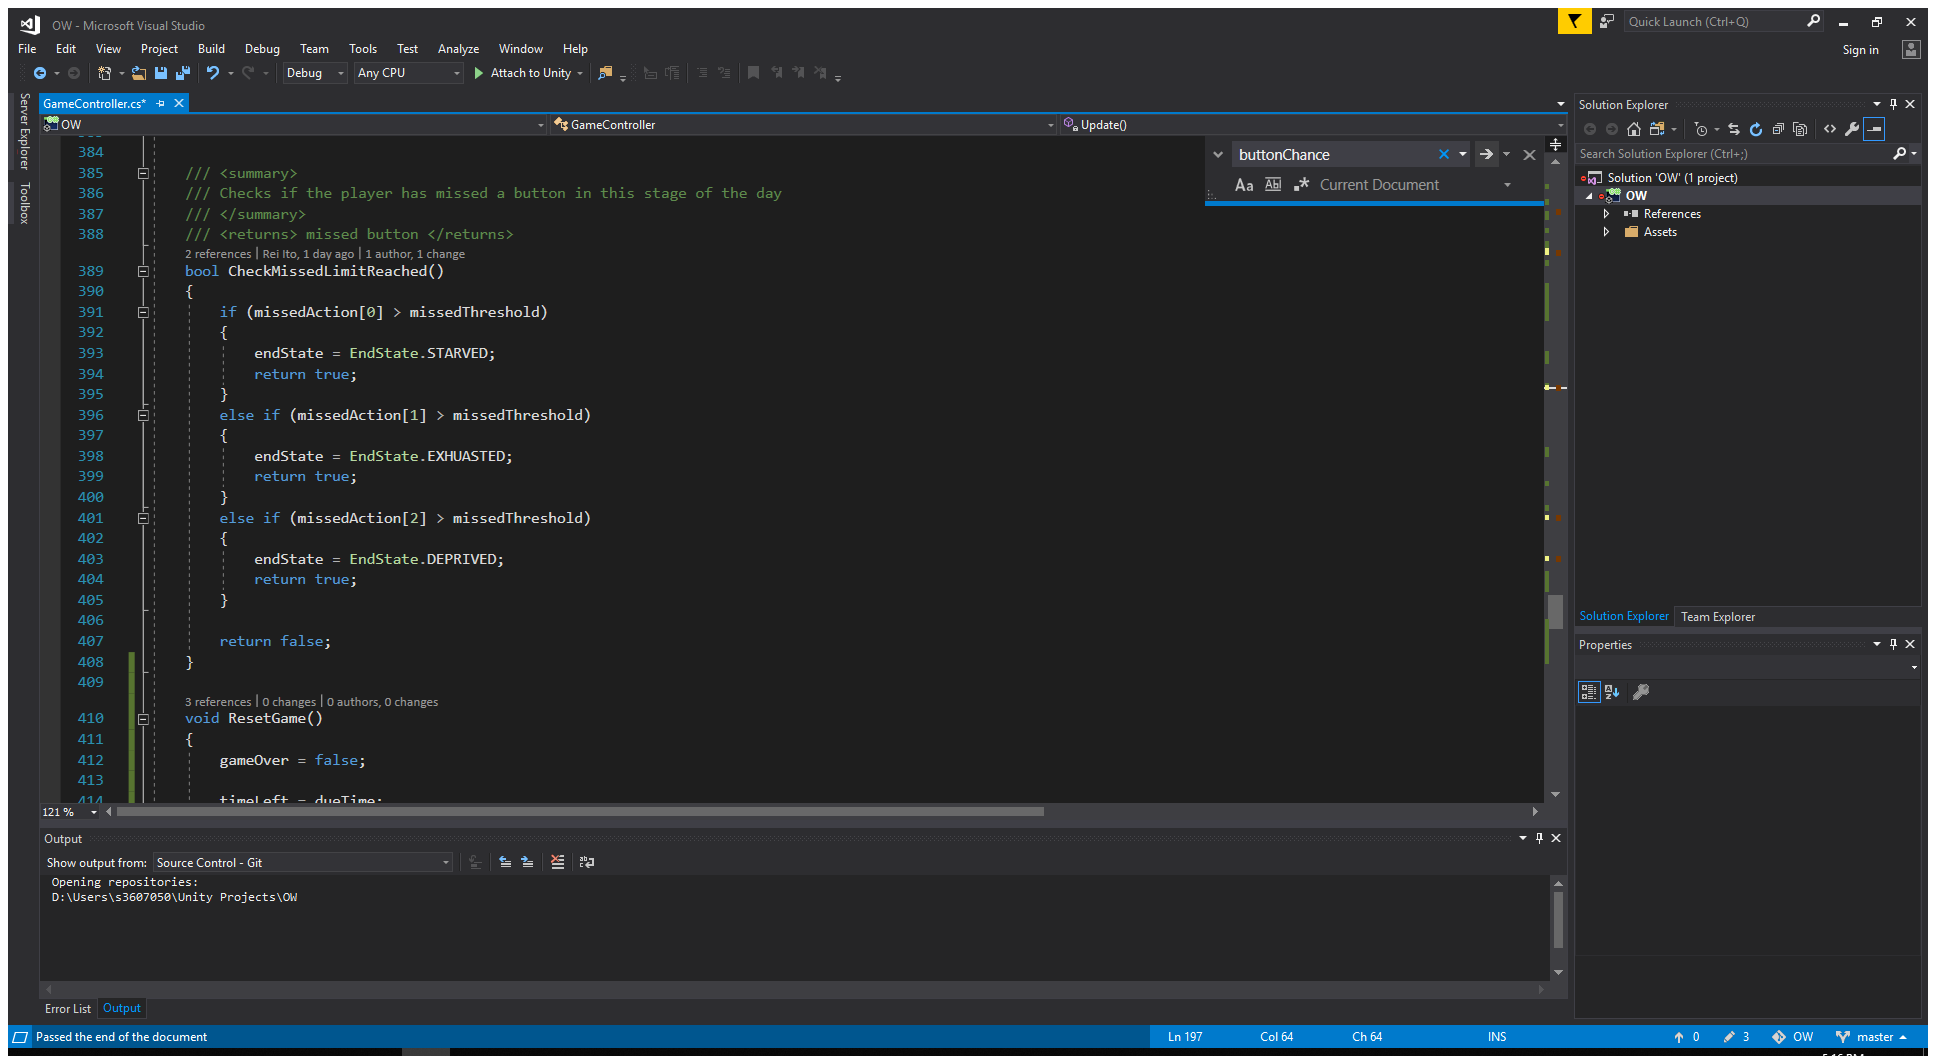 OW - Microsoft Visual Studio
Quick Launch (Ctrl+Q)
File Edit View Project Build Debug Team Tools Test Analyze Window Help
Sign in
Debug Any CPU Attach to Unity
Server Explorer
Toolbox
GameController.cs*
OW GameController Update()
buttonChance
Aa Abl .* Current Document
384
385 /// <summary>
386 /// Checks if the player has missed a button in this stage of the day
387 /// </summary>
388 /// <returns> missed button </returns>
2 references | Rei Ito, 1 day ago | 1 author, 1 change
389 bool CheckMissedLimitReached()
390 {
391 if (missedAction[0] > missedThreshold)
392 {
393 endState = EndState.STARVED;
394 return true;
395 }
396 else if (missedAction[1] > missedThreshold)
397 {
398 endState = EndState.EXHUASTED;
399 return true;
400 }
401 else if (missedAction[2] > missedThreshold)
402 {
403 endState = EndState.DEPRIVED;
404 return true;
405 }
406
407 return false;
408 }
409
3 references | 0 changes | 0 authors, 0 changes
410 void ResetGame()
411 {
412 gameOver = false;
413
414 timeLeft = dueTime;
121 %
Output
Show output from: Source Control - Git
Opening repositories:
D:\Users\s3607050\Unity Projects\OW
Error List Output
Solution Explorer
Search Solution Explorer (Ctrl+;)
Solution 'OW' (1 project)
OW
References
Assets
Solution Explorer Team Explorer
Properties
Passed the end of the document
Ln 197 Col 64 Ch 64 INS 0 3 OW master